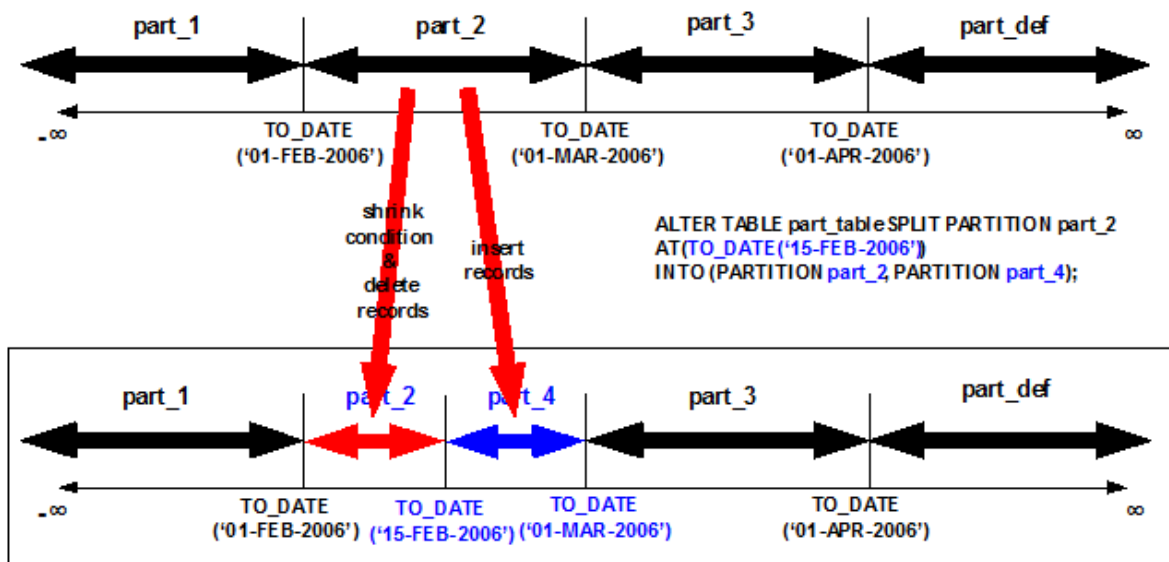 part_1 part_2 part_3 part_def
-∞ TO_DATE TO_DATE TO_DATE ∞
(‘01-FEB-2006’) (‘01-MAR-2006’) (‘01-APR-2006’)
shrink
condition
&
delete
records
insert
records
ALTER TABLE part_table SPLIT PARTITION part_2
AT(TO_DATE(‘15-FEB-2006’))
INTO (PARTITION part_2, PARTITION part_4);
part_1 part_2 part_4 part_3 part_def
-∞ TO_DATE TO_DATE TO_DATE TO_DATE ∞
(‘01-FEB-2006’) (‘15-FEB-2006’) (‘01-MAR-2006’) (‘01-APR-2006’)